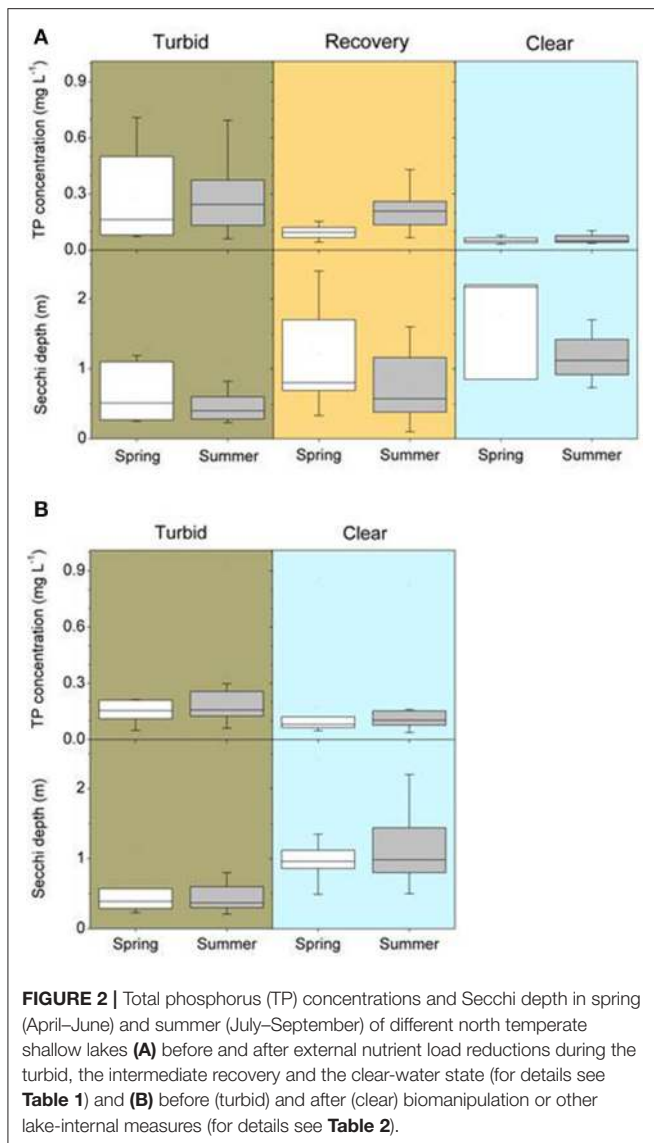 A
Turbid Recovery Clear
TP concentration (mg L⁻¹)
0.9
0.6
0.3
0.0
Secchi depth (m)
2
1
0
Spring Summer Spring Summer Spring Summer
B
Turbid Clear
TP concentration (mg L⁻¹)
0.9
0.6
0.3
0.0
Secchi depth (m)
2
1
0
Spring Summer Spring Summer
FIGURE 2 | Total phosphorus (TP) concentrations and Secchi depth in spring
(April–June) and summer (July–September) of different north temperate
shallow lakes (A) before and after external nutrient load reductions during the
turbid, the intermediate recovery and the clear-water state (for details see
Table 1) and (B) before (turbid) and after (clear) biomanipulation or other
lake-internal measures (for details see Table 2).